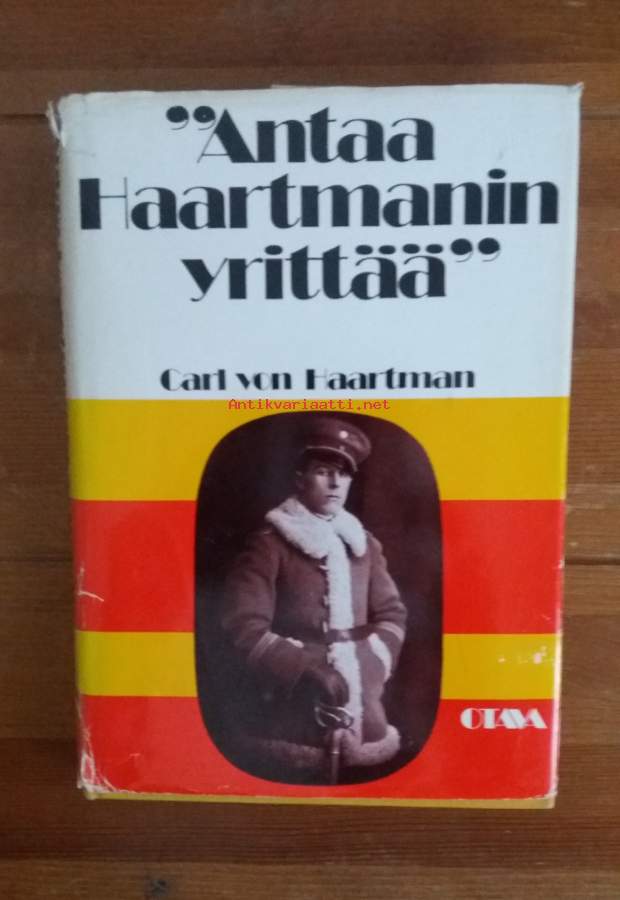 ”Antaa
Haartmanin
yrittää”
Carl von Haartman
Antikvariaatti.net
OTAVA